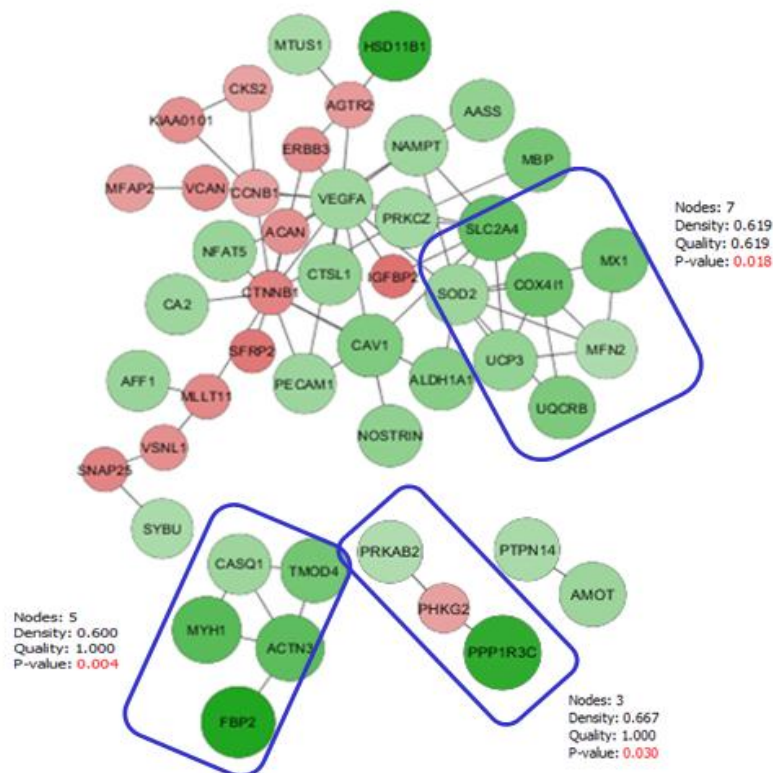 HSD11B1
MTUS1
CKS2
AGTR2
AASS
KIAA0101
ERBB3
NAMPT
MBP
MFAP2
VCAN
CCNB1
VEGFA
PRKCZ
Nodes: 7
Density: 0.619
Quality: 0.619
P-value: 0.018
ACAN
SLC2A4
NFAT5
MX1
CTSL1
IGFBP2
COX4I1
CTNNB1
SOD2
CA2
SFRP2
CAV1
MFN2
UCP3
AFF1
PECAM1
ALDH1A1
MLLT11
UQCRB
NOSTRIN
VSNL1
SNAP25
SYBU
PRKAB2
PTPN14
CASQ1
TMOD4
AMOT
PHKG2
Nodes: 5
Density: 0.600
Quality: 1.000
P-value: 0.004
MYH1
ACTN3
PPP1R3C
FBP2
Nodes: 3
Density: 0.667
Quality: 1.000
P-value: 0.030